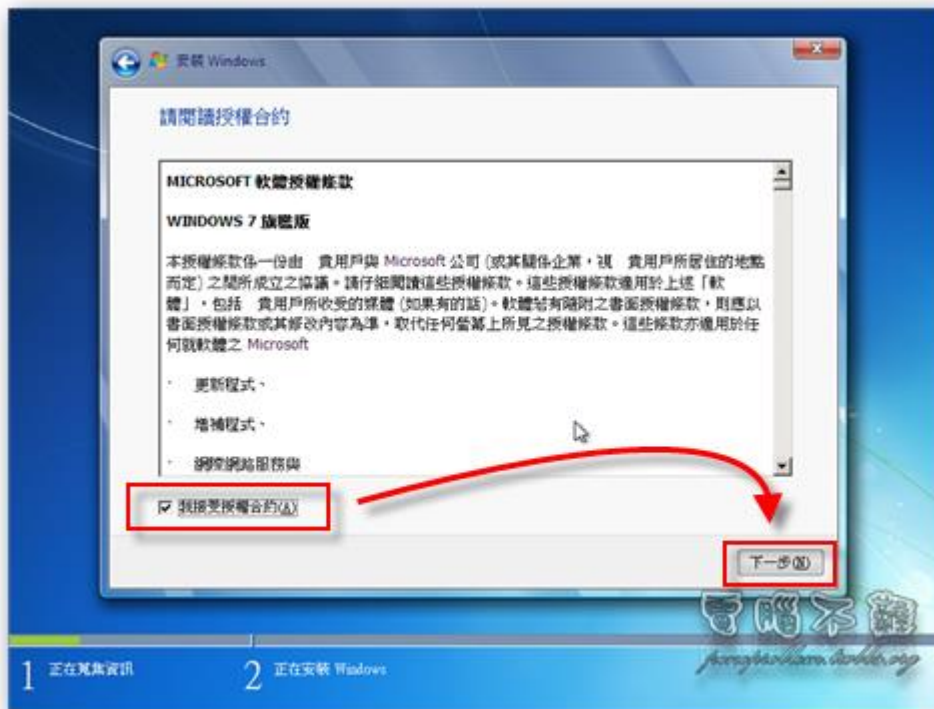 安裝 Windows
請閱讀授權合約
MICROSOFT 軟體授權條款
WINDOWS 7 旗艦版
本授權條款係一份由 貴用戶與 Microsoft 公司 (或其關係企業,視 貴用戶所居住的地點
而定) 之間所成立之協議。請仔細閱讀這些授權條款。這些授權條款適用於上述「軟
體」,包括 貴用戶所收受的媒體 (如果有的話)。軟體若有隨附之書面授權條款,則應以
書面授權條款或其修改內容為準,取代任何螢幕上所見之授權條款。這些條款亦適用於任
何就軟體之 Microsoft
· 更新程式、
· 增補程式、
· 網際網路服務與
我接受授權合約(A)
下一步(N)
電腦不難
1 正在蒐集資訊
2 正在安裝 Windows